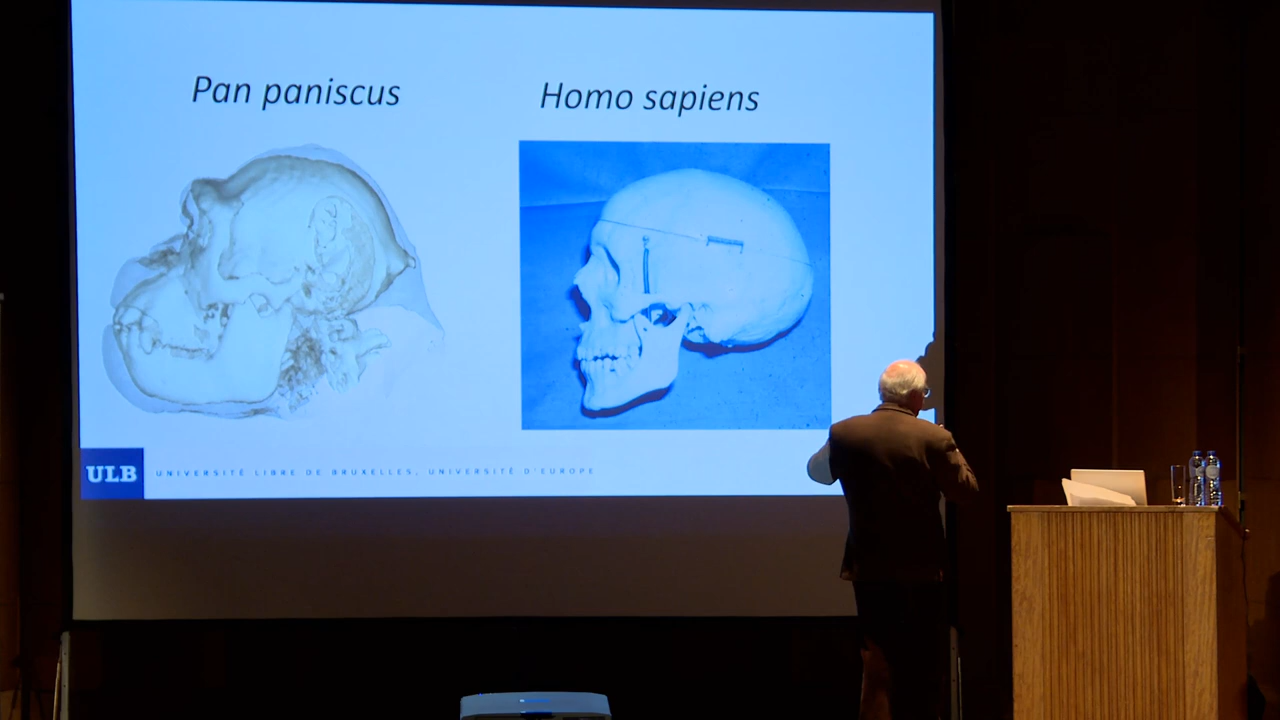 Pan paniscus
Homo sapiens
ULB
UNIVERSITÉ LIBRE DE BRUXELLES, UNIVERSITÉ D'EUROPE